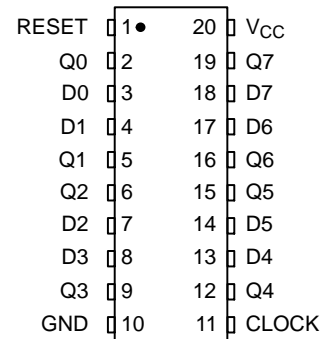 RESET 1 20 VCC
Q0 2 19 Q7
D0 3 18 D7
D1 4 17 D6
Q1 5 16 Q6
Q2 6 15 Q5
D2 7 14 D5
D3 8 13 D4
Q3 9 12 Q4
GND 10 11 CLOCK